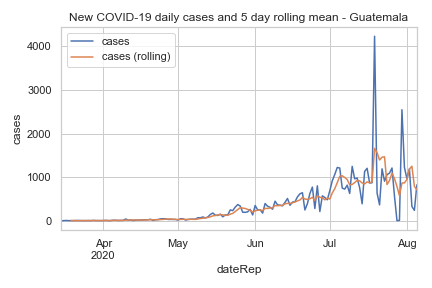 New COVID-19 daily cases and 5 day rolling mean - Guatemala
cases
cases (rolling)
4000
3000
2000
1000
0
cases
Apr
2020
May
Jun
Jul
Aug
dateRep